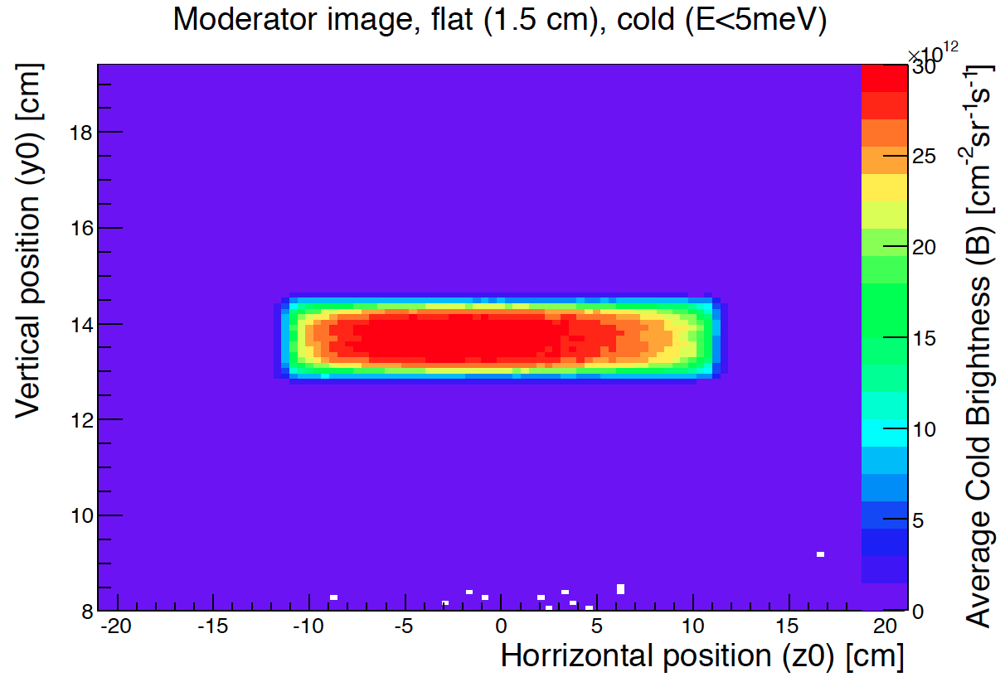 Moderator image, flat (1.5 cm), cold (E<5meV)
×10¹²
Vertical position (y0) [cm]
18
16
14
12
10
8
-20 -15 -10 -5 0 5 10 15 20
Horrizontal position (z0) [cm]
30
25
20
15
10
5
0
Average Cold Brightness (B) [cm⁻²sr⁻¹s⁻¹]